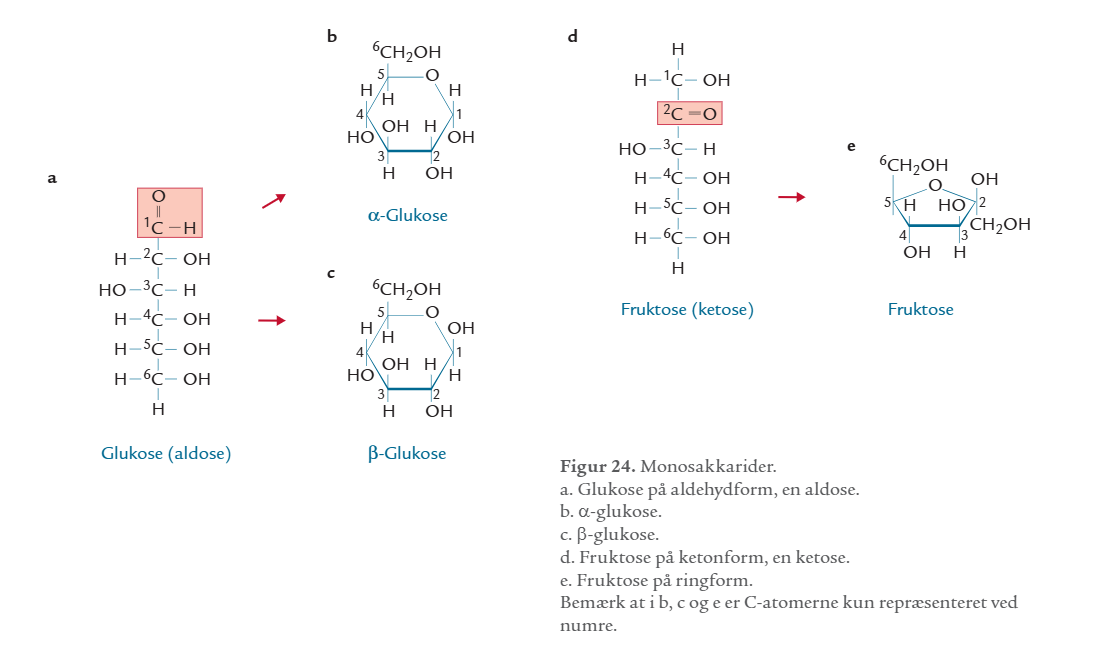 a
O
‖
¹C – H
H – ²C – OH
HO – ³C – H
H – ⁴C – OH
H – ⁵C – OH
H – ⁶C – OH
H
Glukose (aldose)
b
⁶CH₂OH
5 O
H H H
4 1
OH H
HO OH
3 2
H OH
α-Glukose
c
⁶CH₂OH
5 O
H H OH
4 1
OH H
HO H
3 2
H OH
β-Glukose
d
H
H – ¹C – OH
²C = O
HO – ³C – H
H – ⁴C – OH
H – ⁵C – OH
H – ⁶C – OH
H
Fruktose (ketose)
e
⁶CH₂OH
O OH
5 H HO 2
4 3 CH₂OH
OH H
Fruktose
Figur 24. Monosakkarider.
a. Glukose på aldehydform, en aldose.
b. α-glukose.
c. β-glukose.
d. Fruktose på ketonform, en ketose.
e. Fruktose på ringform.
Bemærk at i b, c og e er C-atomerne kun repræsenteret ved
numre.